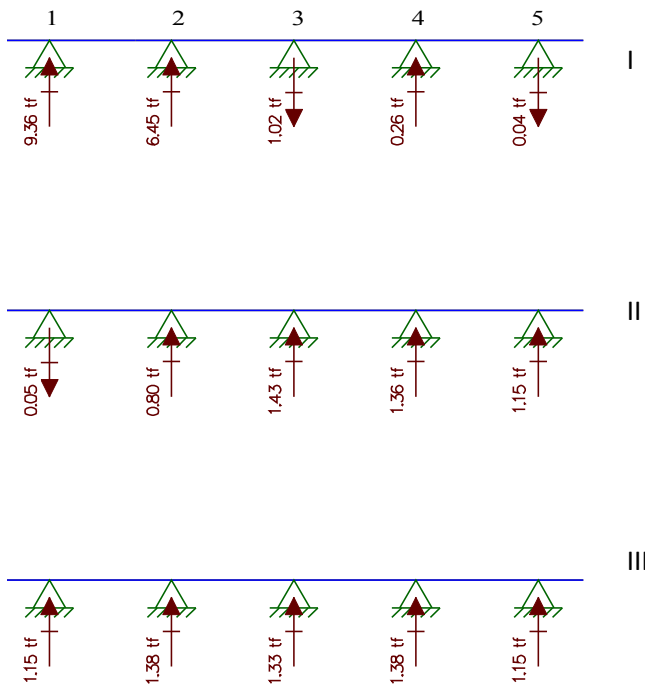 1 2 3 4 5
I
9.36 tf
6.45 tf
1.02 tf
0.26 tf
0.04 tf
II
0.05 tf
0.80 tf
1.43 tf
1.36 tf
1.15 tf
III
1.15 tf
1.38 tf
1.33 tf
1.38 tf
1.15 tf